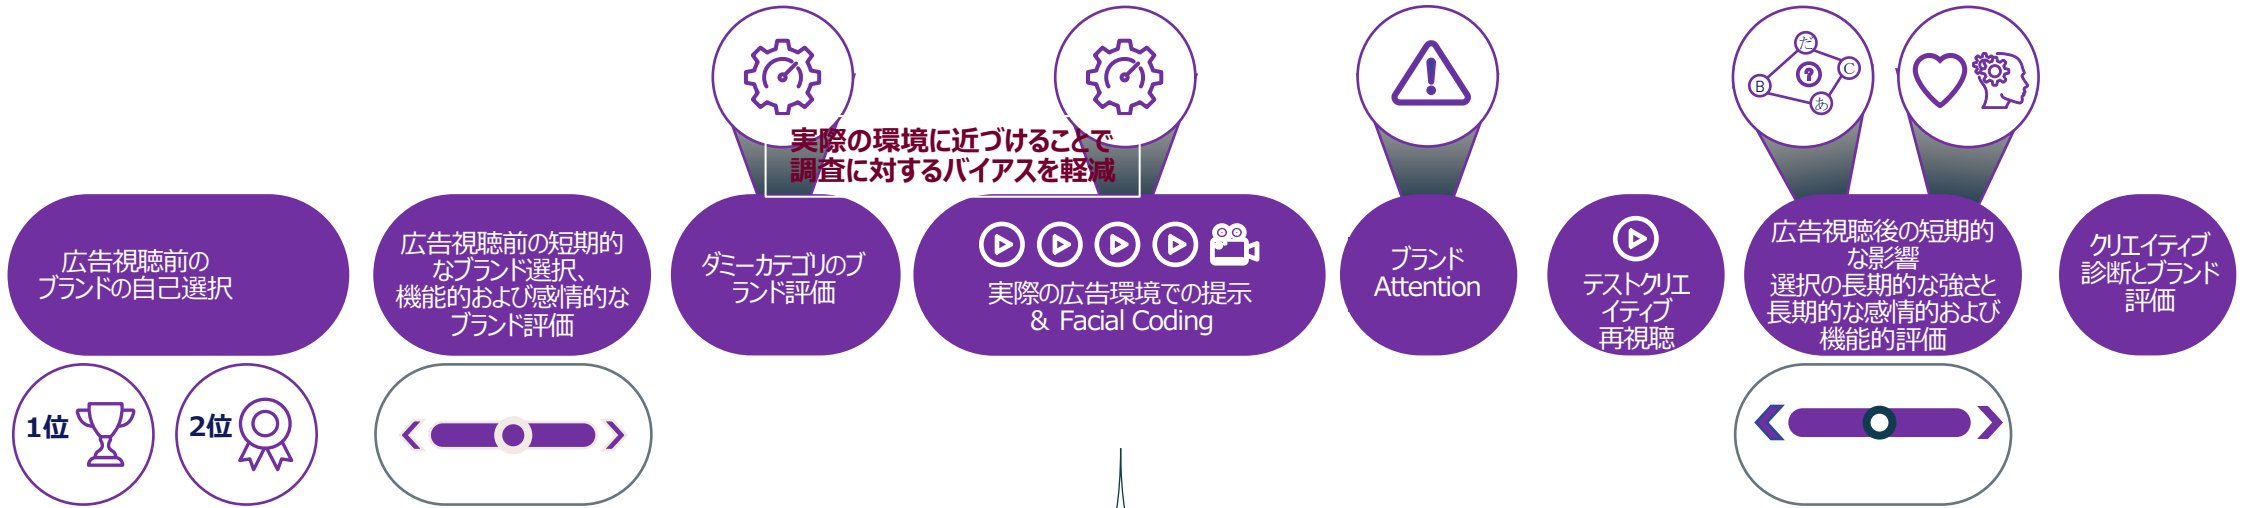 だ
?
B
C
あ
実際の環境に近づけることで
調査に対するバイアスを軽減
広告視聴前の
ブランドの自己選択
広告視聴前の短期的
なブランド選択、
機能的および感情的な
ブランド評価
ダミーカテゴリのブ
ランド評価
実際の広告環境での提示
& Facial Coding
ブランド
Attention
テストクリエ
イティブ
再視聴
広告視聴後の短期的
な影響
選択の長期的な強さと
長期的な感情的および
機能的評価
クリエイティブ
診断とブランド
評価
1位
2位